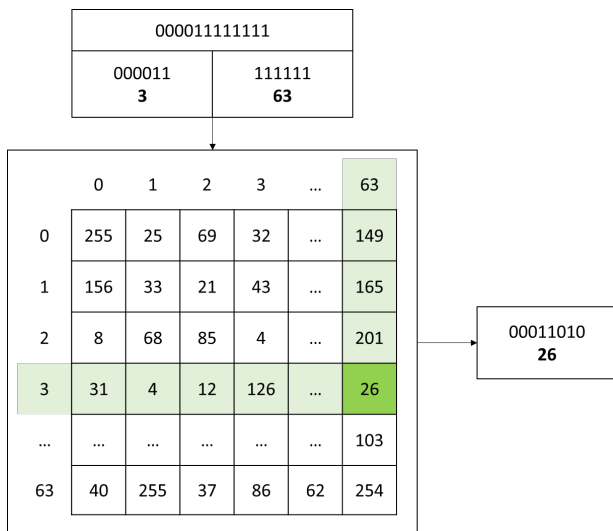 000011111111
000011 111111
3 63
0 1 2 3 ... 63
0 255 25 69 32 ... 149
1 156 33 21 43 ... 165
2 8 68 85 4 ... 201
3 31 4 12 126 ... 26
... ... ... ... ... ... 103
63 40 255 37 86 62 254
00011010
26